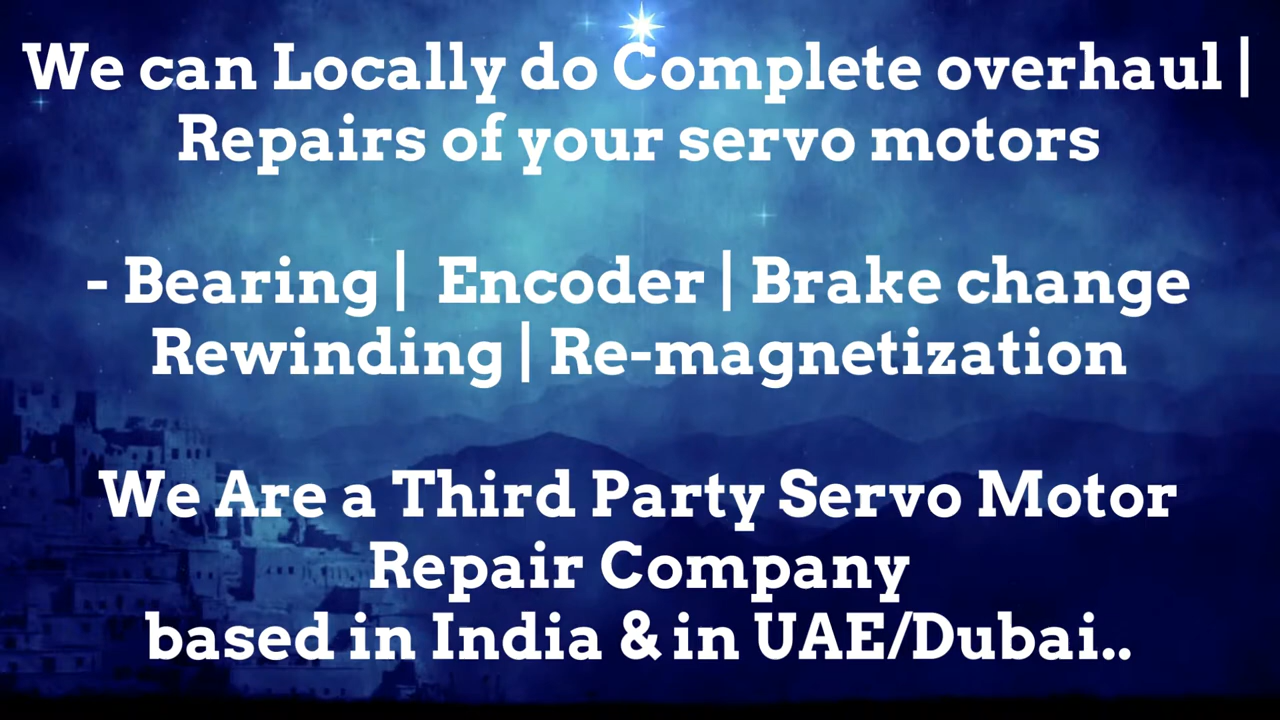 We can Locally do Complete overhaul |
Repairs of your servo motors
- Bearing | Encoder | Brake change
Rewinding | Re-magnetization
We Are a Third Party Servo Motor
Repair Company
based in India & in UAE/Dubai..